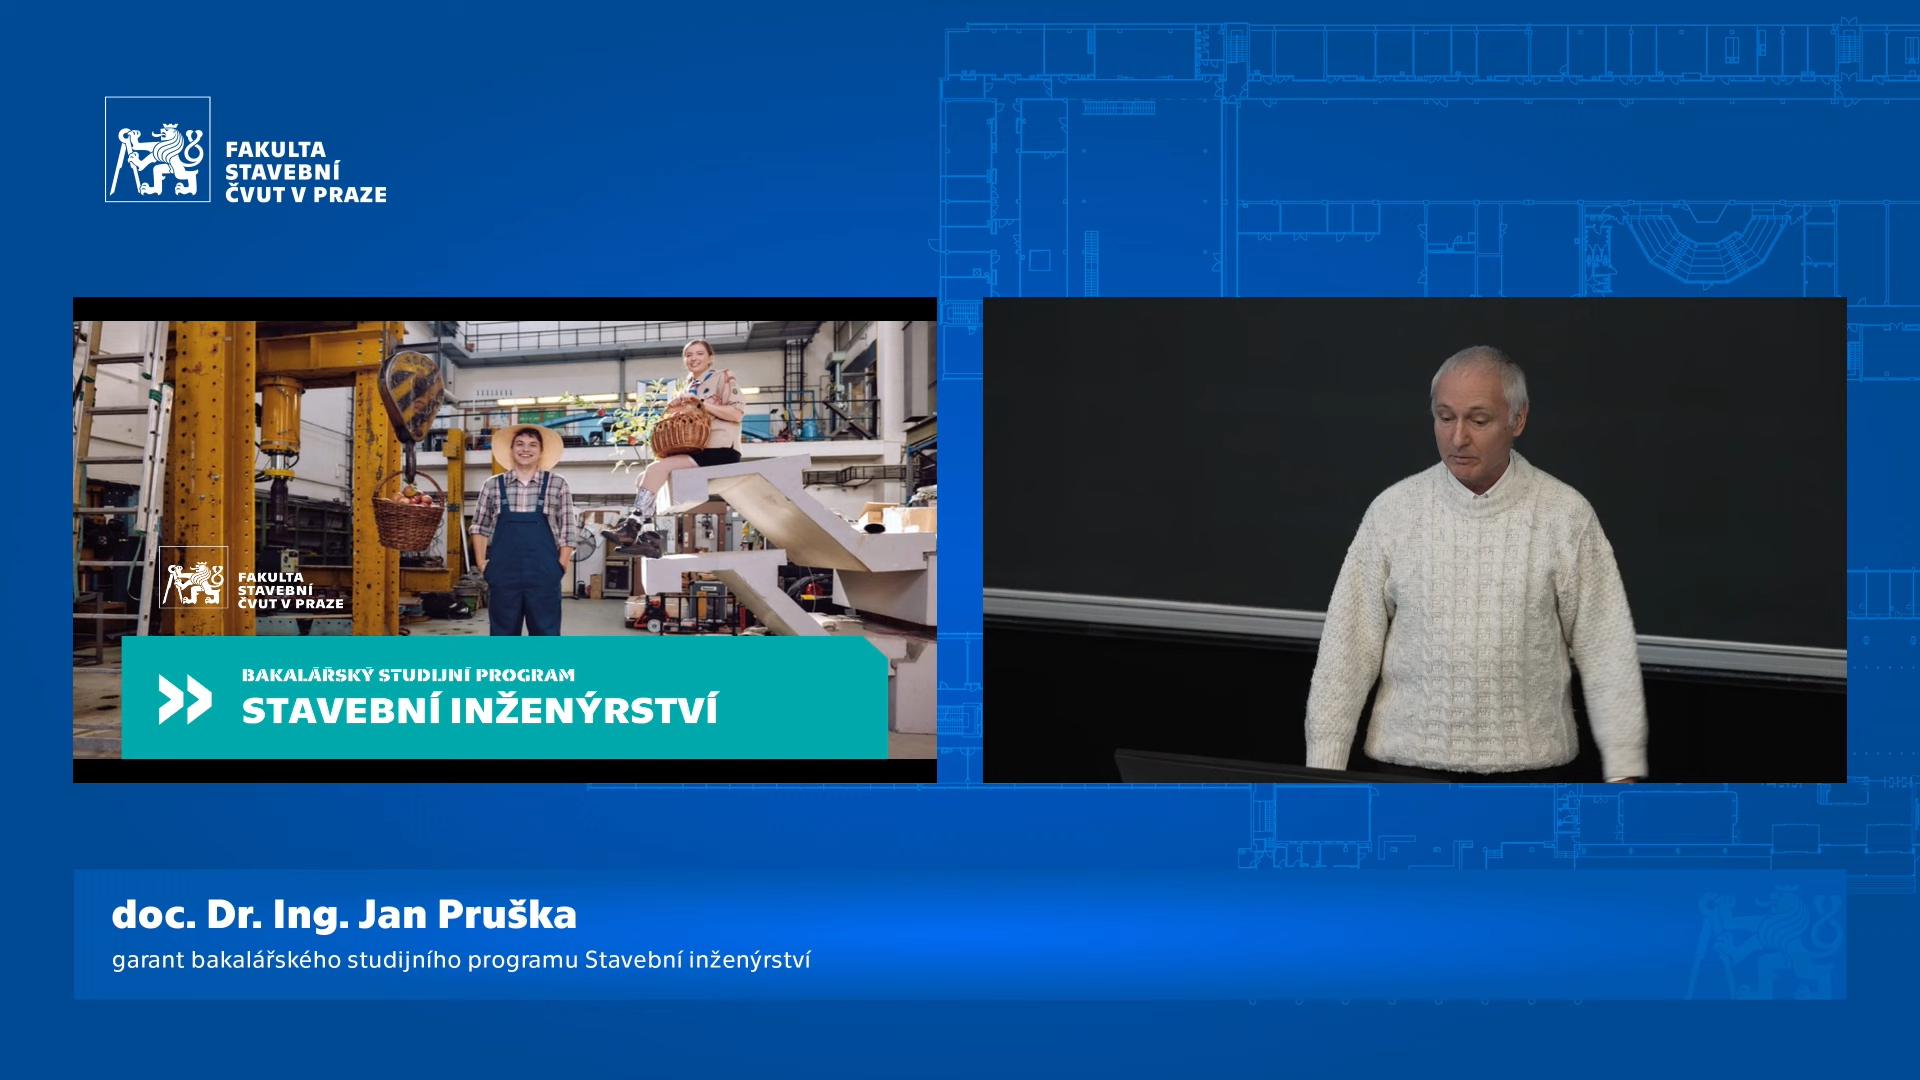 FAKULTA
STAVEBNÍ
ČVUT V PRAZE
FAKULTA
STAVEBNÍ
ČVUT V PRAZE
BAKALÁŘSKÝ STUDIJNÍ PROGRAM
STAVEBNÍ INŽENÝRSTVÍ
doc. Dr. Ing. Jan Pruška
garant bakalářského studijního programu Stavební inženýrství